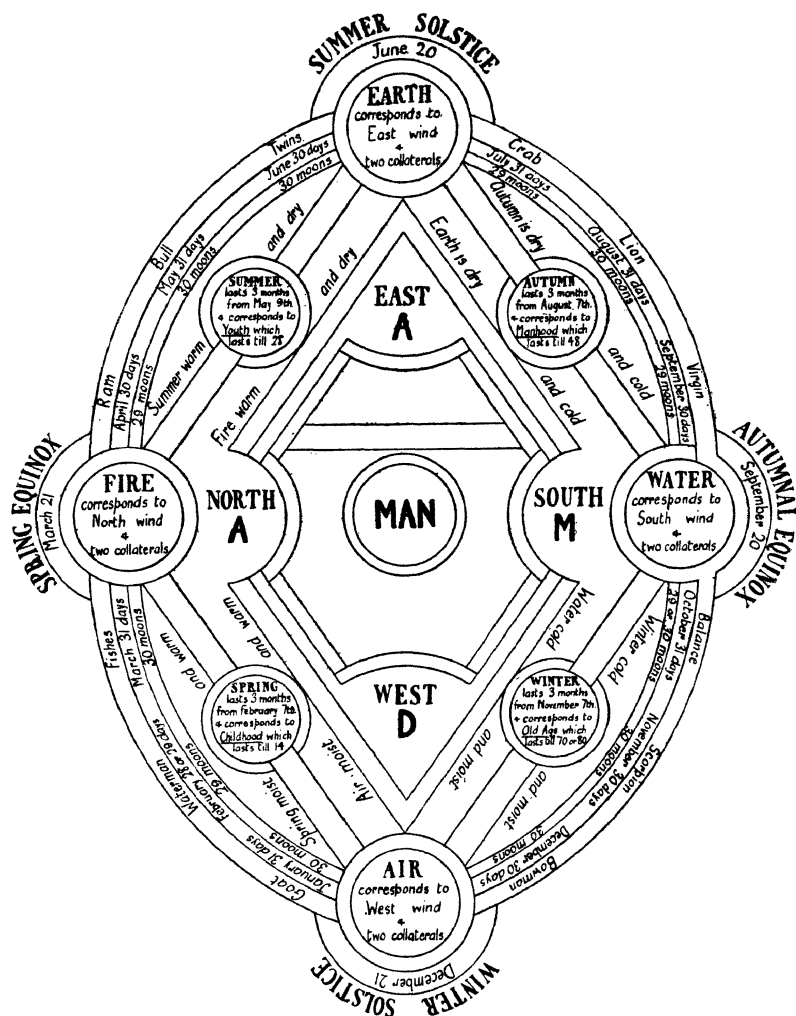 SUMMER SOLSTICE
June 20
EARTH
corresponds to
East wind
&
two collaterals
Twins
June 30 days
30 moons
Crab
July 31 days
29 moons
Bull
May 31 days
30 moons
Lion
August 31 days
30 moons
Ram
April 30 days
29 moons
Virgin
September 30 days
29 moons
Summer warm
and dry
Fire warm
and dry
Earth is dry
and cold
Autumn is dry
and cold
SUMMER
lasts 3 months
from May 9th
& corresponds to
Youth which
lasts till 28
AUTUMN
lasts 3 months
from August 7th.
& corresponds to
Manhood which
lasts till 48
EAST
A
SPRING EQUINOX
March 21
FIRE
corresponds to
North wind
&
two collaterals
NORTH
A
MAN
SOUTH
M
WATER
corresponds to
South wind
&
two collaterals
AUTUMNAL EQUINOX
September 20
Fishes
March 31 days
30 moons
Balance
October 31 days
29 or 30 moons
Waterman
February 28 or 29 days
29 moons
Scorpion
November 30 days
30 moons
Goat
January 31 days
30 moons
Bowman
December 30 days
30 moons
Spring moist
and warm
Air moist
and warm
Water cold
and moist
Winter cold
and moist
SPRING
lasts 3 months
from February 7th.
& corresponds to
Childhood which
lasts till 14
WINTER
lasts 3 months
from November 7th.
& corresponds to
Old Age which
lasts till 70 or 80
WEST
D
AIR
corresponds to
West wind
&
two collaterals
December 21
WINTER SOLSTICE